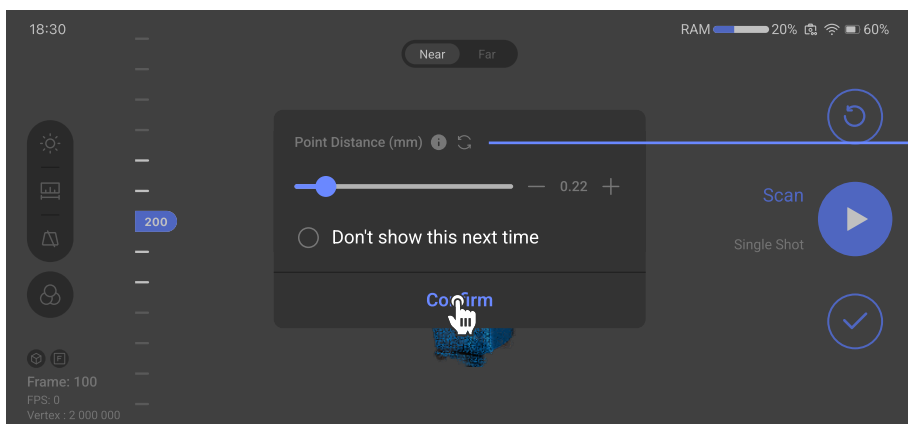 18:30
RAM 20% 60%
Near Far
Point Distance (mm)
0.22
200
Don't show this next time
Scan
Single Shot
Confirm
Frame: 100
FPS: 0
Vertex : 2 000 000